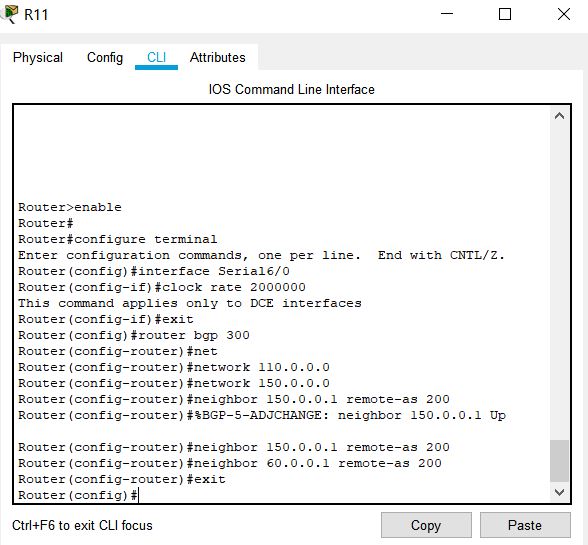 R11
Physical Config CLI Attributes
IOS Command Line Interface
Router>enable
Router#
Router#configure terminal
Enter configuration commands, one per line.  End with CNTL/Z.
Router(config)#interface Serial6/0
Router(config-if)#clock rate 2000000
This command applies only to DCE interfaces
Router(config-if)#exit
Router(config)#router bgp 300
Router(config-router)#net
Router(config-router)#network 110.0.0.0
Router(config-router)#network 150.0.0.0
Router(config-router)#neighbor 150.0.0.1 remote-as 200
Router(config-router)#%BGP-5-ADJCHANGE: neighbor 150.0.0.1 Up
Router(config-router)#neighbor 150.0.0.1 remote-as 200
Router(config-router)#neighbor 60.0.0.1 remote-as 200
Router(config-router)#exit
Router(config)#
Ctrl+F6 to exit CLI focus
Copy Paste